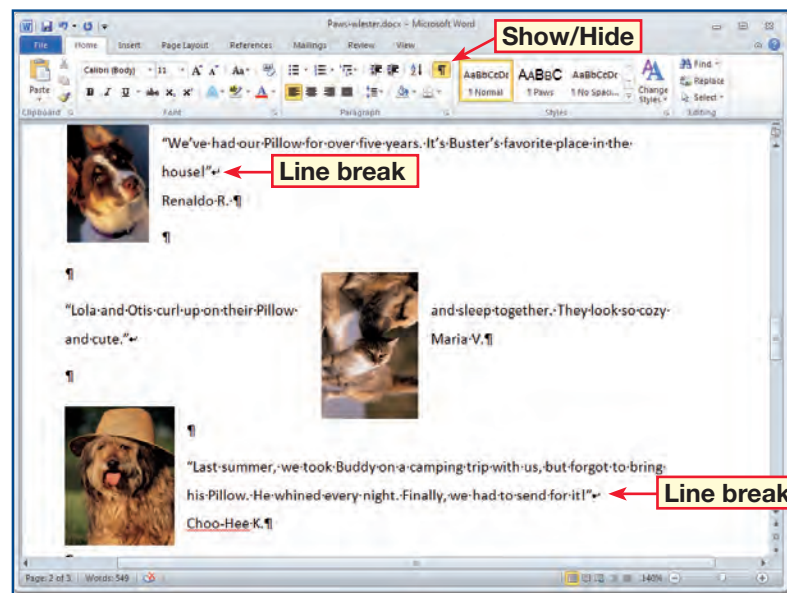 Paws-wlester.docx - Microsoft Word
Show/Hide
File Home Insert Page Layout References Mailings Review View
Calibri (Body) 11 A A Aa
Find
Replace
Select
Paste
B I U abc x, x² A A
AaBbCcDc AABBC AaBbCcDc
¶ Normal ¶ Paws ¶ No Spaci...
Change Styles
Clipboard Font Paragraph Styles Editing
“We’ve·had·our·Pillow·for·over·five·years.·It’s·Buster’s·favorite·place·in·the·
house!”↵
Line break
Renaldo·R.·¶
¶
¶
“Lola·and·Otis·curl·up·on·their·Pillow· and·sleep·together.·They·look·so·cozy·
and·cute.”↵ Maria·V.¶
¶
¶
“Last·summer,·we·took·Buddy·on·a·camping·trip·with·us,·but·forgot·to·bring·
his·Pillow.·He·whined·every·night.·Finally,·we·had·to·send·for·it!”↵
Line break
Choo-Hee·K.¶
Page: 2 of 3 Words: 549 140%